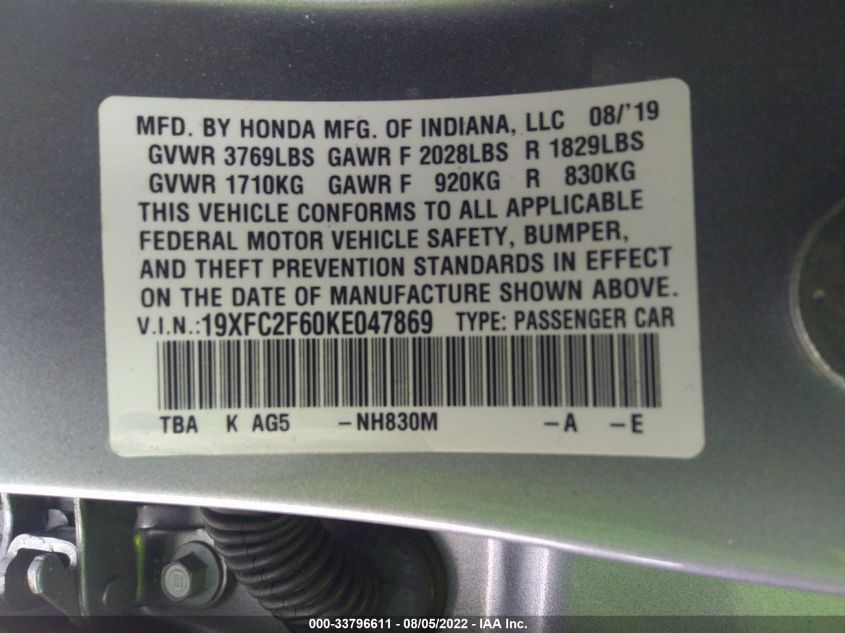 MFD. BY HONDA MFG. OF INDIANA, LLC 08/'19
GVWR 3769LBS GAWR F 2028LBS R 1829LBS
GVWR 1710KG GAWR F 920KG R 830KG
THIS VEHICLE CONFORMS TO ALL APPLICABLE
FEDERAL MOTOR VEHICLE SAFETY, BUMPER,
AND THEFT PREVENTION STANDARDS IN EFFECT
ON THE DATE OF MANUFACTURE SHOWN ABOVE.
V.I.N.:19XFC2F60KE047869 TYPE: PASSENGER CAR
TBA K AG5 -NH830M -A -E
000-33796611 - 08/05/2022 - IAA Inc.